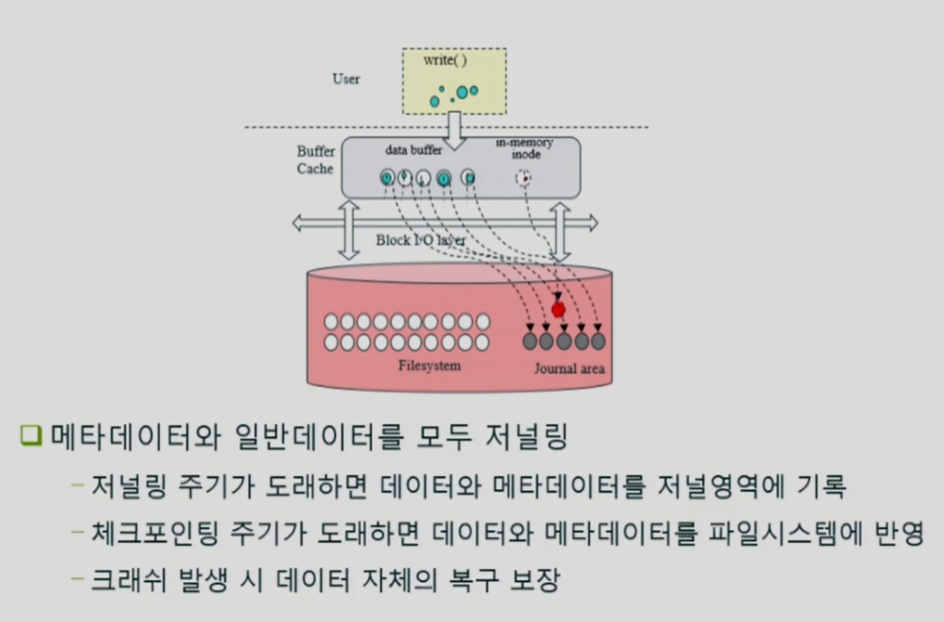 write( )
User
Buffer
Cache
data buffer
in-memory
inode
Block I/O layer
Filesystem
Journal area
메타데이터와 일반데이터를 모두 저널링
– 저널링 주기가 도래하면 데이터와 메타데이터를 저널영역에 기록
– 체크포인팅 주기가 도래하면 데이터와 메타데이터를 파일시스템에 반영
– 크래쉬 발생 시 데이터 자체의 복구 보장